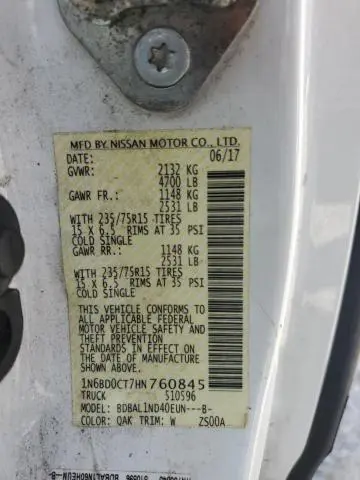 MFD BY NISSAN MOTOR CO., LTD.
DATE: 06/17
GVWR: 2132 KG
4700 LB
GAWR FR.: 1148 KG
2531 LB
WITH 235/75R15 TIRES
15 X 6.5 RIMS AT 35 PSI
COLD SINGLE
GAWR RR.: 1148 KG
2531 LB
WITH 235/75R15 TIRES
15 X 6.5 RIMS AT 35 PSI
COLD SINGLE
THIS VEHICLE CONFORMS TO
ALL APPLICABLE FEDERAL
MOTOR VEHICLE SAFETY AND
THEFT PREVENTION
STANDARDS IN EFFECT ON
THE DATE OF MANUFACTURE
SHOWN ABOVE.
1N6BD0CT7HN760845
TRUCK 510596
MODEL: BDBAL1ND40EUN---B-
COLOR: QAK TRIM: W ZS00A
510596 BDBAL1N60HEUN-B